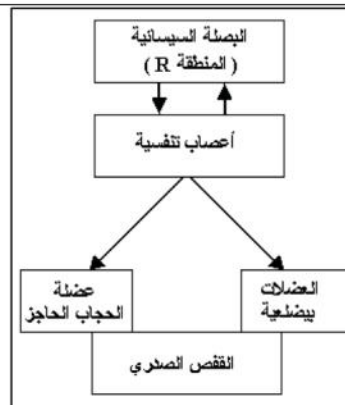 البصلة السيسائية
(المنطقة R)
أعصاب تنفسية
عضلة
الحجاب الحاجز
العضلات
بيضلعية
القفص الصدري